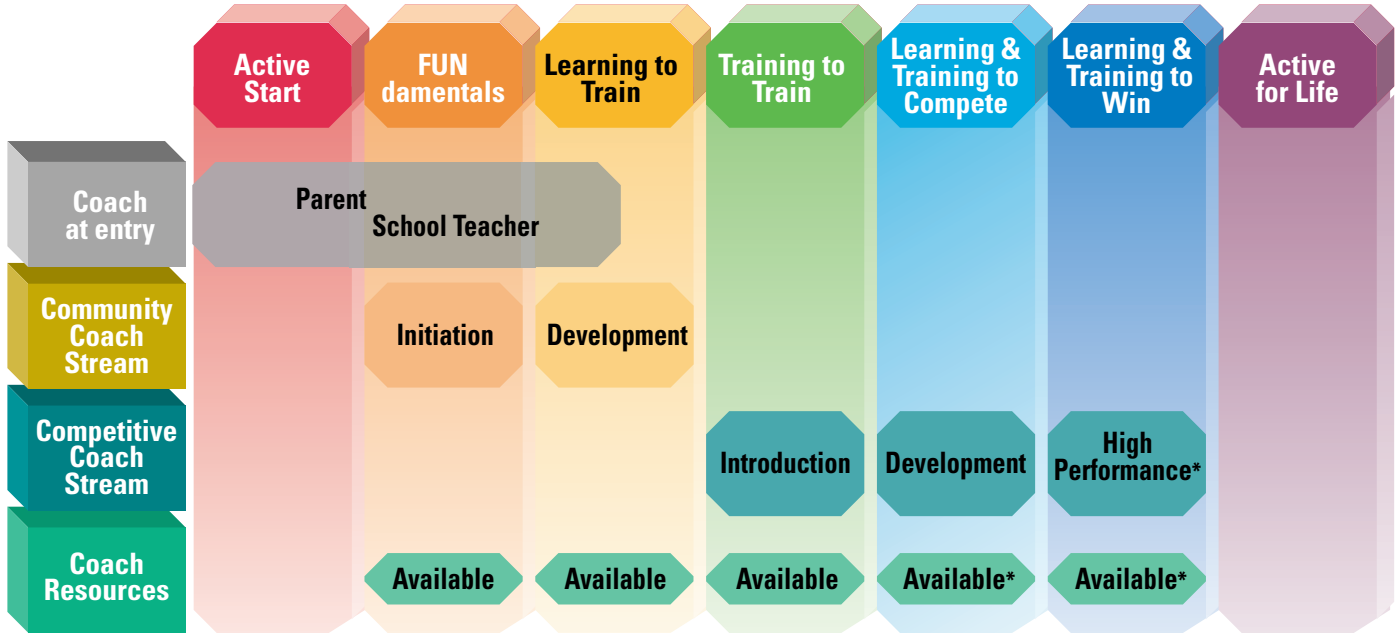 Active
Start
FUN
damentals
Learning to
Train
Training to
Train
Learning &
Training to
Compete
Learning &
Training to
Win
Active
for Life
Coach
at entry
Parent
School Teacher
Community
Coach
Stream
Initiation
Development
Competitive
Coach
Stream
Introduction
Development
High
Performance*
Coach
Resources
Available
Available
Available
Available*
Available*